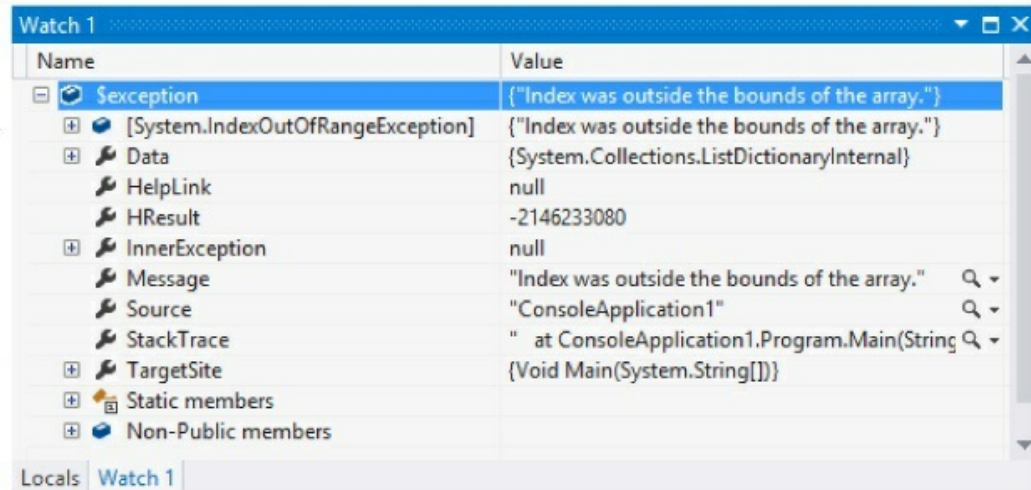 Watch 1
Name Value
$exception {"Index was outside the bounds of the array."}
[System.IndexOutOfRangeException] {"Index was outside the bounds of the array."}
Data {System.Collections.ListDictionaryInternal}
HelpLink null
HResult -2146233080
InnerException null
Message "Index was outside the bounds of the array."
Source "ConsoleApplication1"
StackTrace "   at ConsoleApplication1.Program.Main(String
TargetSite {Void Main(System.String[])}
Static members
Non-Public members
Locals Watch 1